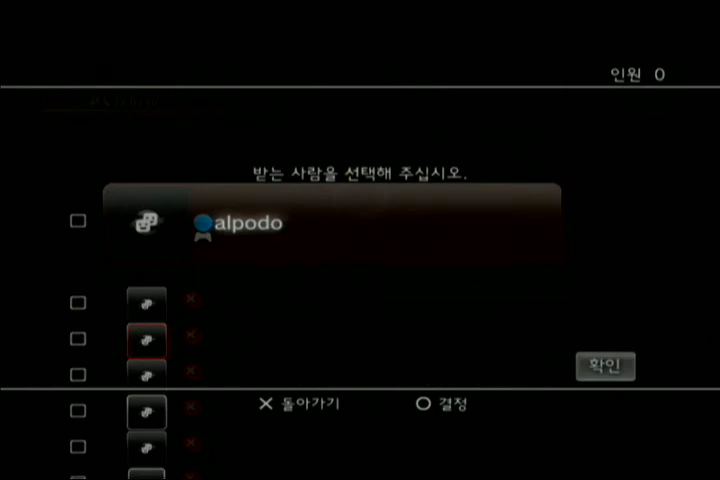 인원 0
받는 사람을 선택해 주십시오.
alpodo
확인
✕ 돌아가기 ○ 결정